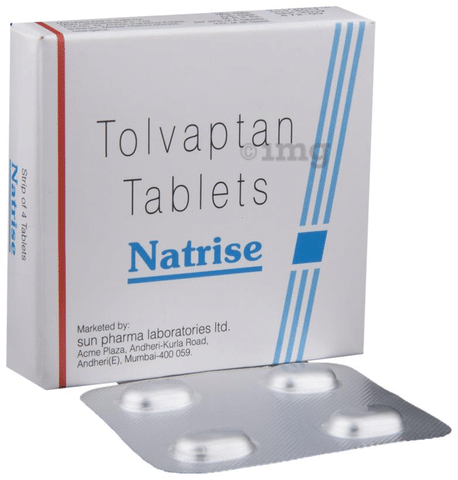 Tolvaptan
Tablets
Natrise
Marketed by:
sun pharma laboratories ltd.
Acme Plaza, Andheri-Kurla Road,
Andheri(E), Mumbai-400 059.
Strip of 4 Tablets
Natrise
©1mg